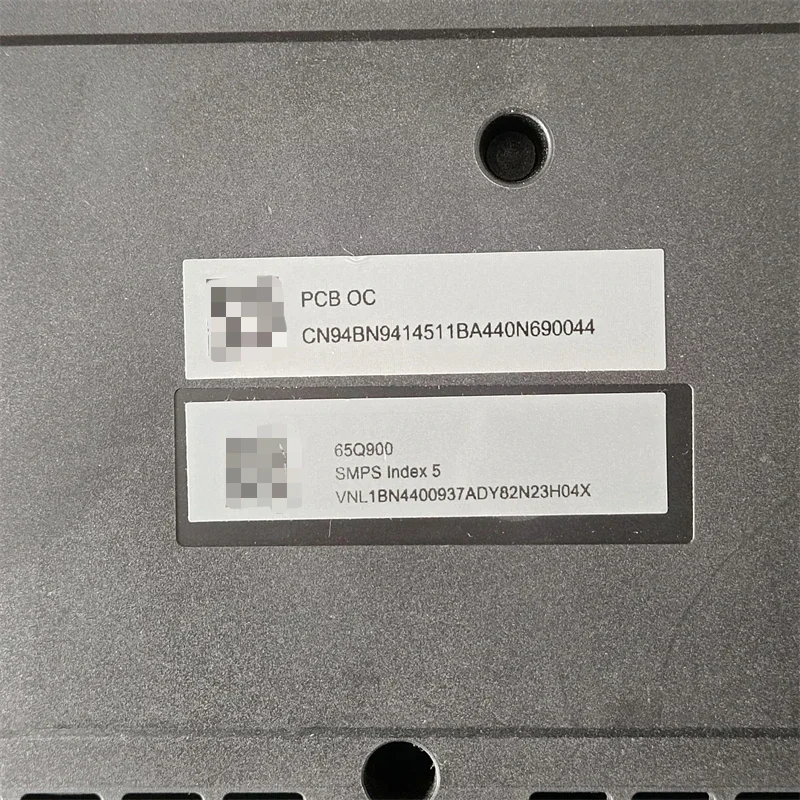 PCB OC
CN94BN9414511BA440N690044
65Q900
SMPS Index 5
VNL1BN4400937ADY82N23H04X